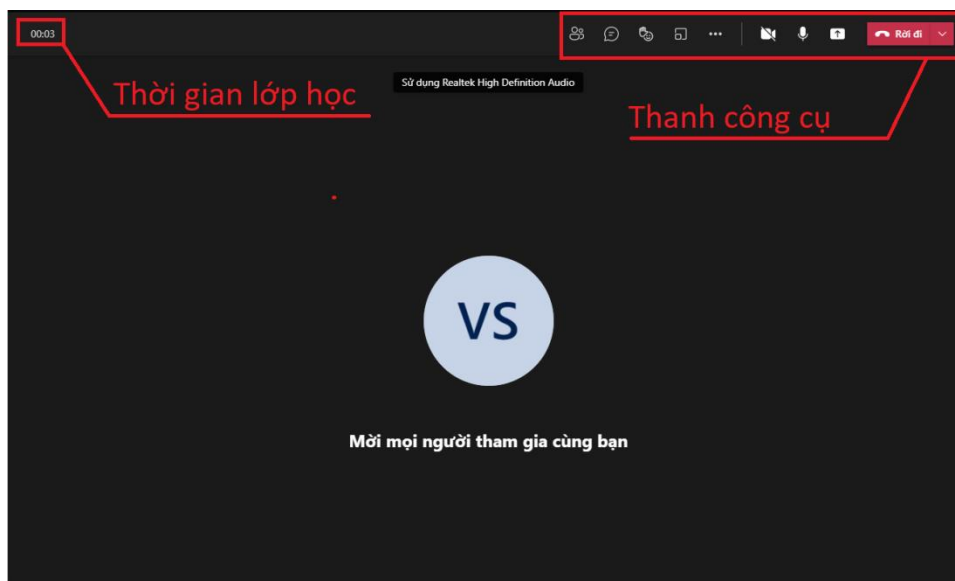 00:03
Rời đi
Sử dụng Realtek High Definition Audio
Thời gian lớp học
Thanh công cụ
VS
Mời mọi người tham gia cùng bạn